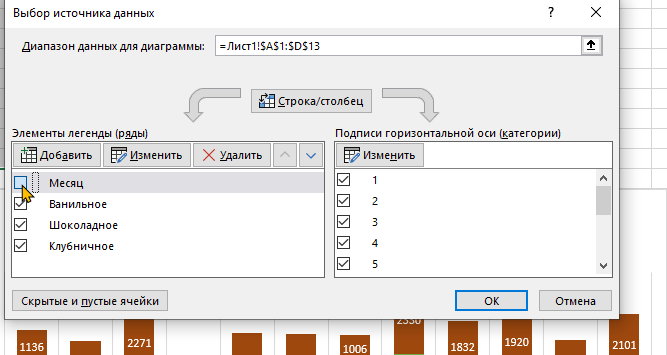 Выбор источника данных
Диапазон данных для диаграммы: =Лист1!$A$1:$D$13
Строка/столбец
Элементы легенды (ряды)
Подписи горизонтальной оси (категории)
Добавить Изменить Удалить
Изменить
Месяц 1
Ванильное 2
Шоколадное 3
Клубничное 4
5
Скрытые и пустые ячейки ОК Отмена
1136 2271 1006 2330 1832 1920 2101